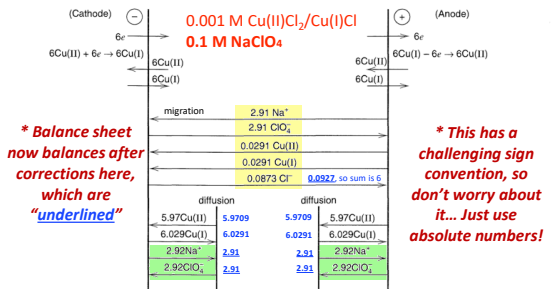 (Cathode) − 0.001 M Cu(II)Cl₂/Cu(I)Cl + (Anode)
0.1 M NaClO₄
6e
6e
6Cu(II) + 6e → 6Cu(I)
6Cu(I) − 6e → 6Cu(II)
6Cu(II)
6Cu(II)
6Cu(I)
6Cu(I)
migration
2.91 Na⁺
2.91 ClO₄⁻
0.0291 Cu(II)
0.0291 Cu(I)
0.0873 Cl⁻ 0.0927, so sum is 6
* Balance sheet
now balances after
corrections here,
which are
“underlined”
* This has a
challenging sign
convention, so
don’t worry about
it… Just use
absolute numbers!
diffusion
diffusion
5.97Cu(II) 5.9709
5.9709 5.97Cu(II)
6.029Cu(I) 6.0291
6.0291 6.029Cu(I)
2.92Na⁺ 2.91
2.91 2.92Na⁺
2.92ClO₄⁻ 2.91
2.91 2.92ClO₄⁻